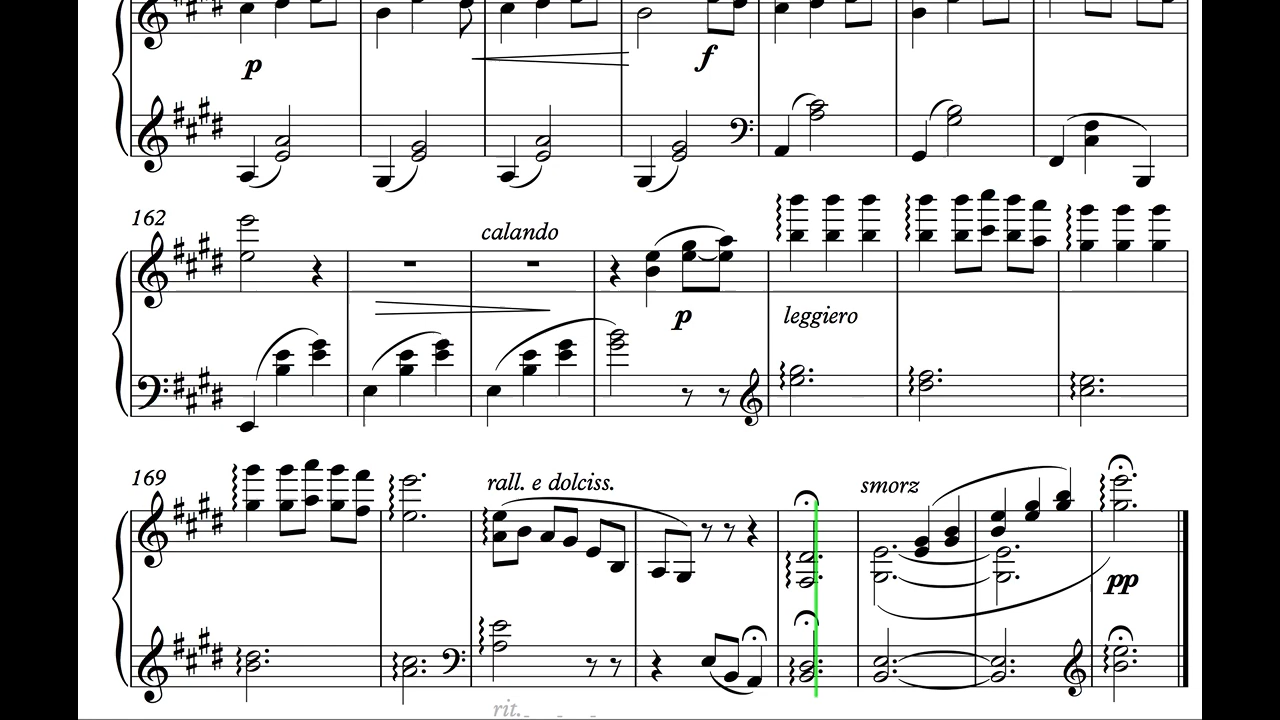 p f
162
calando
p leggiero
169
rall. e dolciss. smorz
pp
rit.